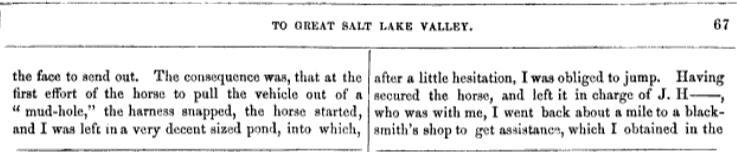 TO GREAT SALT LAKE VALLEY. 67
the face to send out. The consequence was, that at the
first effort of the horse to pull the vehicle out of a
“ mud-hole,” the harness snapped, the horse started,
and I was left in a very decent sized pond, into which,
after a little hesitation, I was obliged to jump. Having
secured the horse, and left it in charge of J. H——,
who was with me, I went back about a mile to a black-
smith's shop to get assistance, which I obtained in the